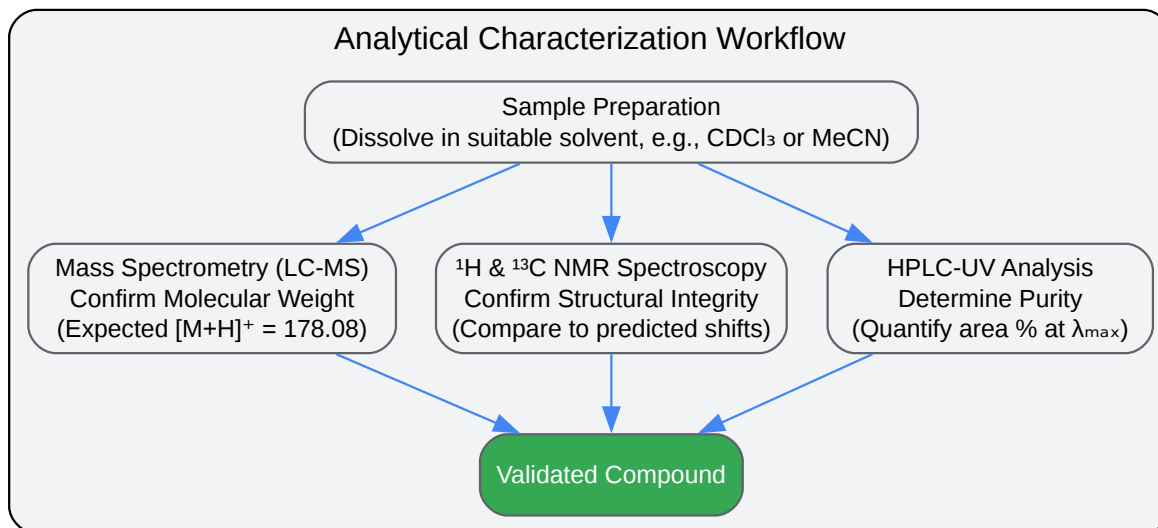 Analytical Characterization Workflow
Sample Preparation
(Dissolve in suitable solvent, e.g., CDCl₃ or MeCN)
Mass Spectrometry (LC-MS)
Confirm Molecular Weight
(Expected [M+H]⁺ = 178.08)
¹H & ¹³C NMR Spectroscopy
Confirm Structural Integrity
(Compare to predicted shifts)
HPLC-UV Analysis
Determine Purity
(Quantify area % at λₘₐₓ)
Validated Compound